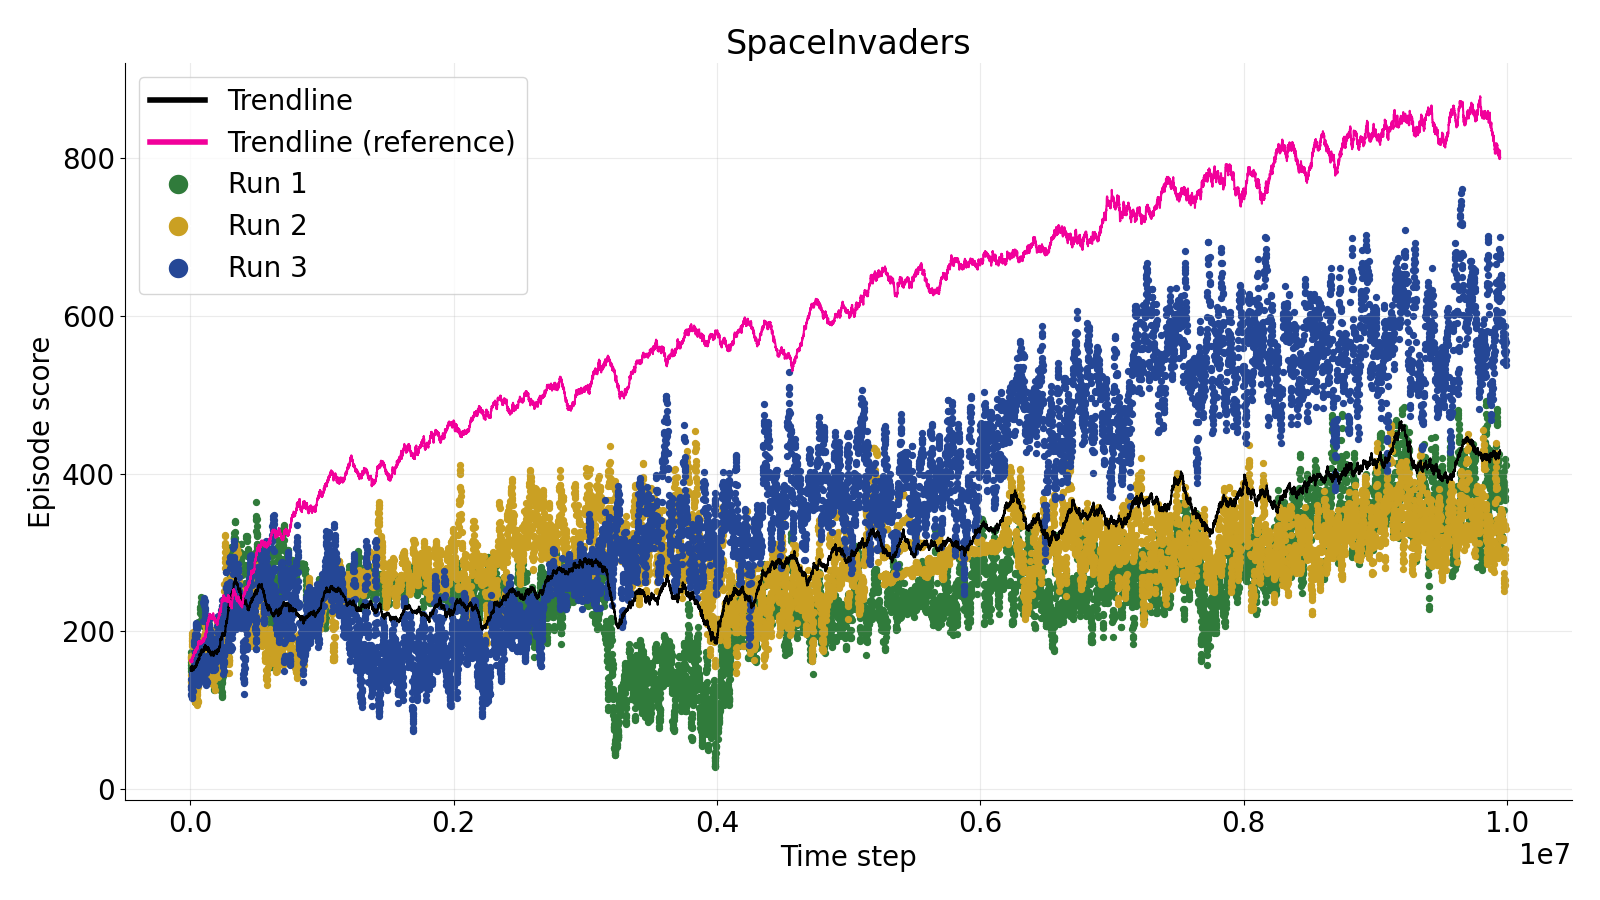 SpaceInvaders
Trendline
Trendline (reference)
Run 1
Run 2
Run 3
Episode score
800
600
400
200
0
0.0 0.2 0.4 0.6 0.8 1.0
1e7
Time step